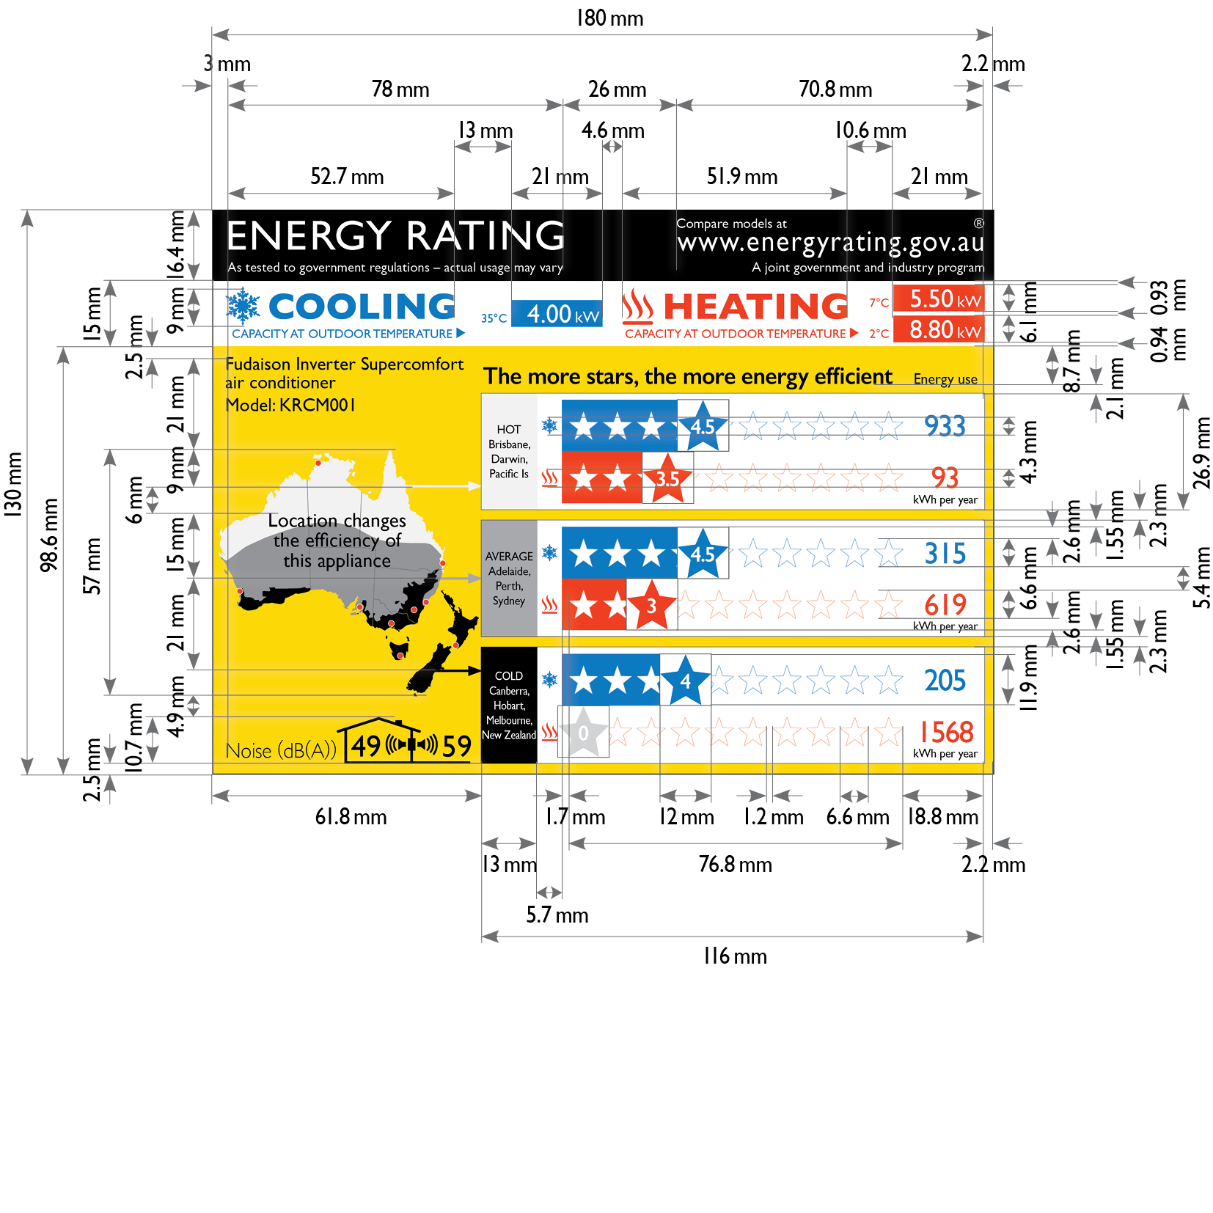 180 mm
3 mm
2.2 mm
78 mm
26 mm
70.8 mm
13 mm
4.6 mm
10.6 mm
52.7 mm
21 mm
51.9 mm
21 mm
ENERGY RATING
As tested to government regulations – actual usage may vary
Compare models at
®
www.energyrating.gov.au
A joint government and industry program
COOLING
CAPACITY AT OUTDOOR TEMPERATURE
35°C
4.00 kW
HEATING
CAPACITY AT OUTDOOR TEMPERATURE
7°C
5.50 kW
2°C
8.80 kW
Fudaison Inverter Supercomfort
air conditioner
Model: KRCM001
The more stars, the more energy efficient
Energy use
HOT
Brisbane,
Darwin,
Pacific Is
4.5
933
3.5
93
kWh per year
Location changes
the efficiency of
this appliance
AVERAGE
Adelaide,
Perth,
Sydney
4.5
315
3
619
kWh per year
COLD
Canberra,
Hobart,
Melbourne,
New Zealand
4
205
0
1568
kWh per year
Noise (dB(A))
49
59
130 mm
98.6 mm
15 mm
57 mm
2.5 mm
2.5 mm
6 mm
10.7 mm
16.4 mm
9 mm
21 mm
9 mm
15 mm
21 mm
4.9 mm
0.93 mm
6.1 mm
0.94 mm
8.7 mm
2.1 mm
4.3 mm
26.9 mm
2.6 mm
1.55 mm
2.3 mm
6.6 mm
5.4 mm
2.6 mm
1.55 mm
2.3 mm
11.9 mm
61.8 mm
1.7 mm
12 mm
1.2 mm
6.6 mm
18.8 mm
13 mm
76.8 mm
2.2 mm
5.7 mm
116 mm